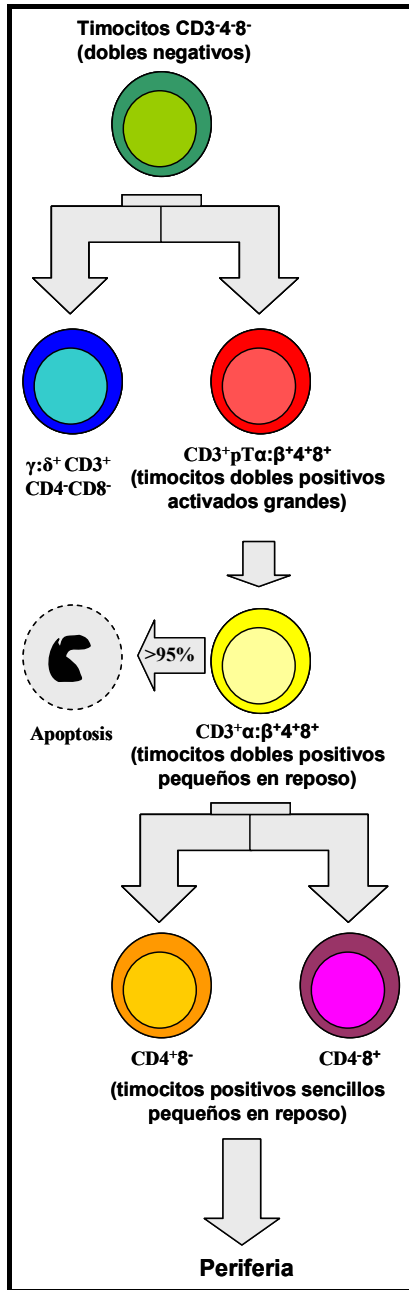 Timocitos CD3⁻4⁻8⁻
(dobles negativos)
γ:δ⁺ CD3⁺
CD4⁻CD8⁻
CD3⁺pTα:β⁺4⁺8⁺
(timocitos dobles positivos
activados grandes)
>95%
Apoptosis
CD3⁺α:β⁺4⁺8⁺
(timocitos dobles positivos
pequeños en reposo)
CD4⁺8⁻
CD4⁻8⁺
(timocitos positivos sencillos
pequeños en reposo)
Periferia